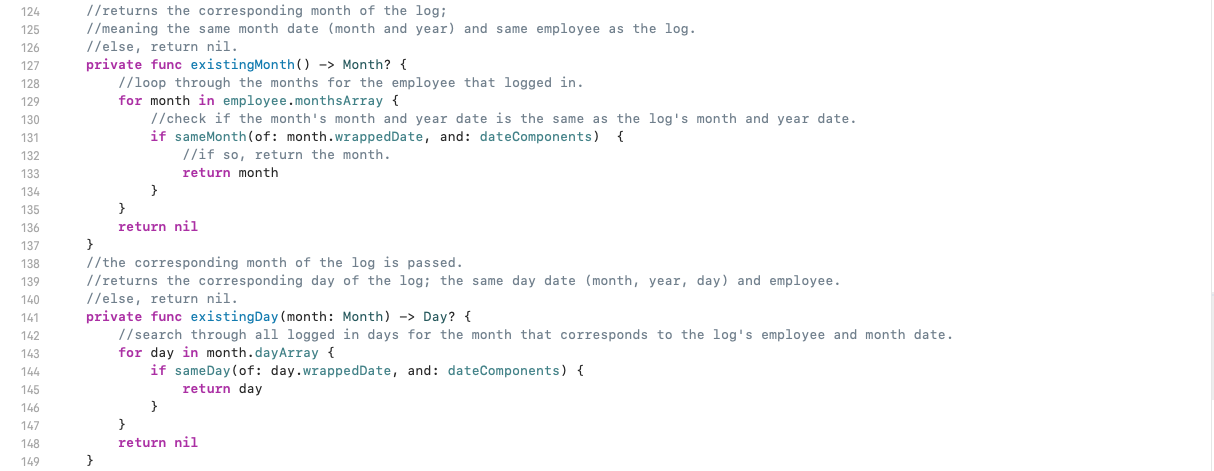 124 //returns the corresponding month of the log;
125 //meaning the same month date (month and year) and same employee as the log.
126 //else, return nil.
127 private func existingMonth() -> Month? {
128 //loop through the months for the employee that logged in.
129 for month in employee.monthsArray {
130 //check if the month's month and year date is the same as the log's month and year date.
131 if sameMonth(of: month.wrappedDate, and: dateComponents)  {
132 //if so, return the month.
133 return month
134 }
135 }
136 return nil
137 }
138 //the corresponding month of the log is passed.
139 //returns the corresponding day of the log; the same day date (month, year, day) and employee.
140 //else, return nil.
141 private func existingDay(month: Month) -> Day? {
142 //search through all logged in days for the month that corresponds to the log's employee and month date.
143 for day in month.dayArray {
144 if sameDay(of: day.wrappedDate, and: dateComponents) {
145 return day
146 }
147 }
148 return nil
149 }